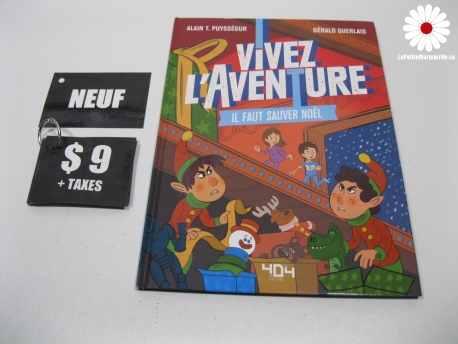 ALAIN T. PUYSSÉGUR
GÉRALD GUERLAIS
VIVEZ
L'AVENTURE
IL FAUT SAUVER NOËL
NEUF
$9
+ TAXES
404
LaPetiteMarguerite.ca